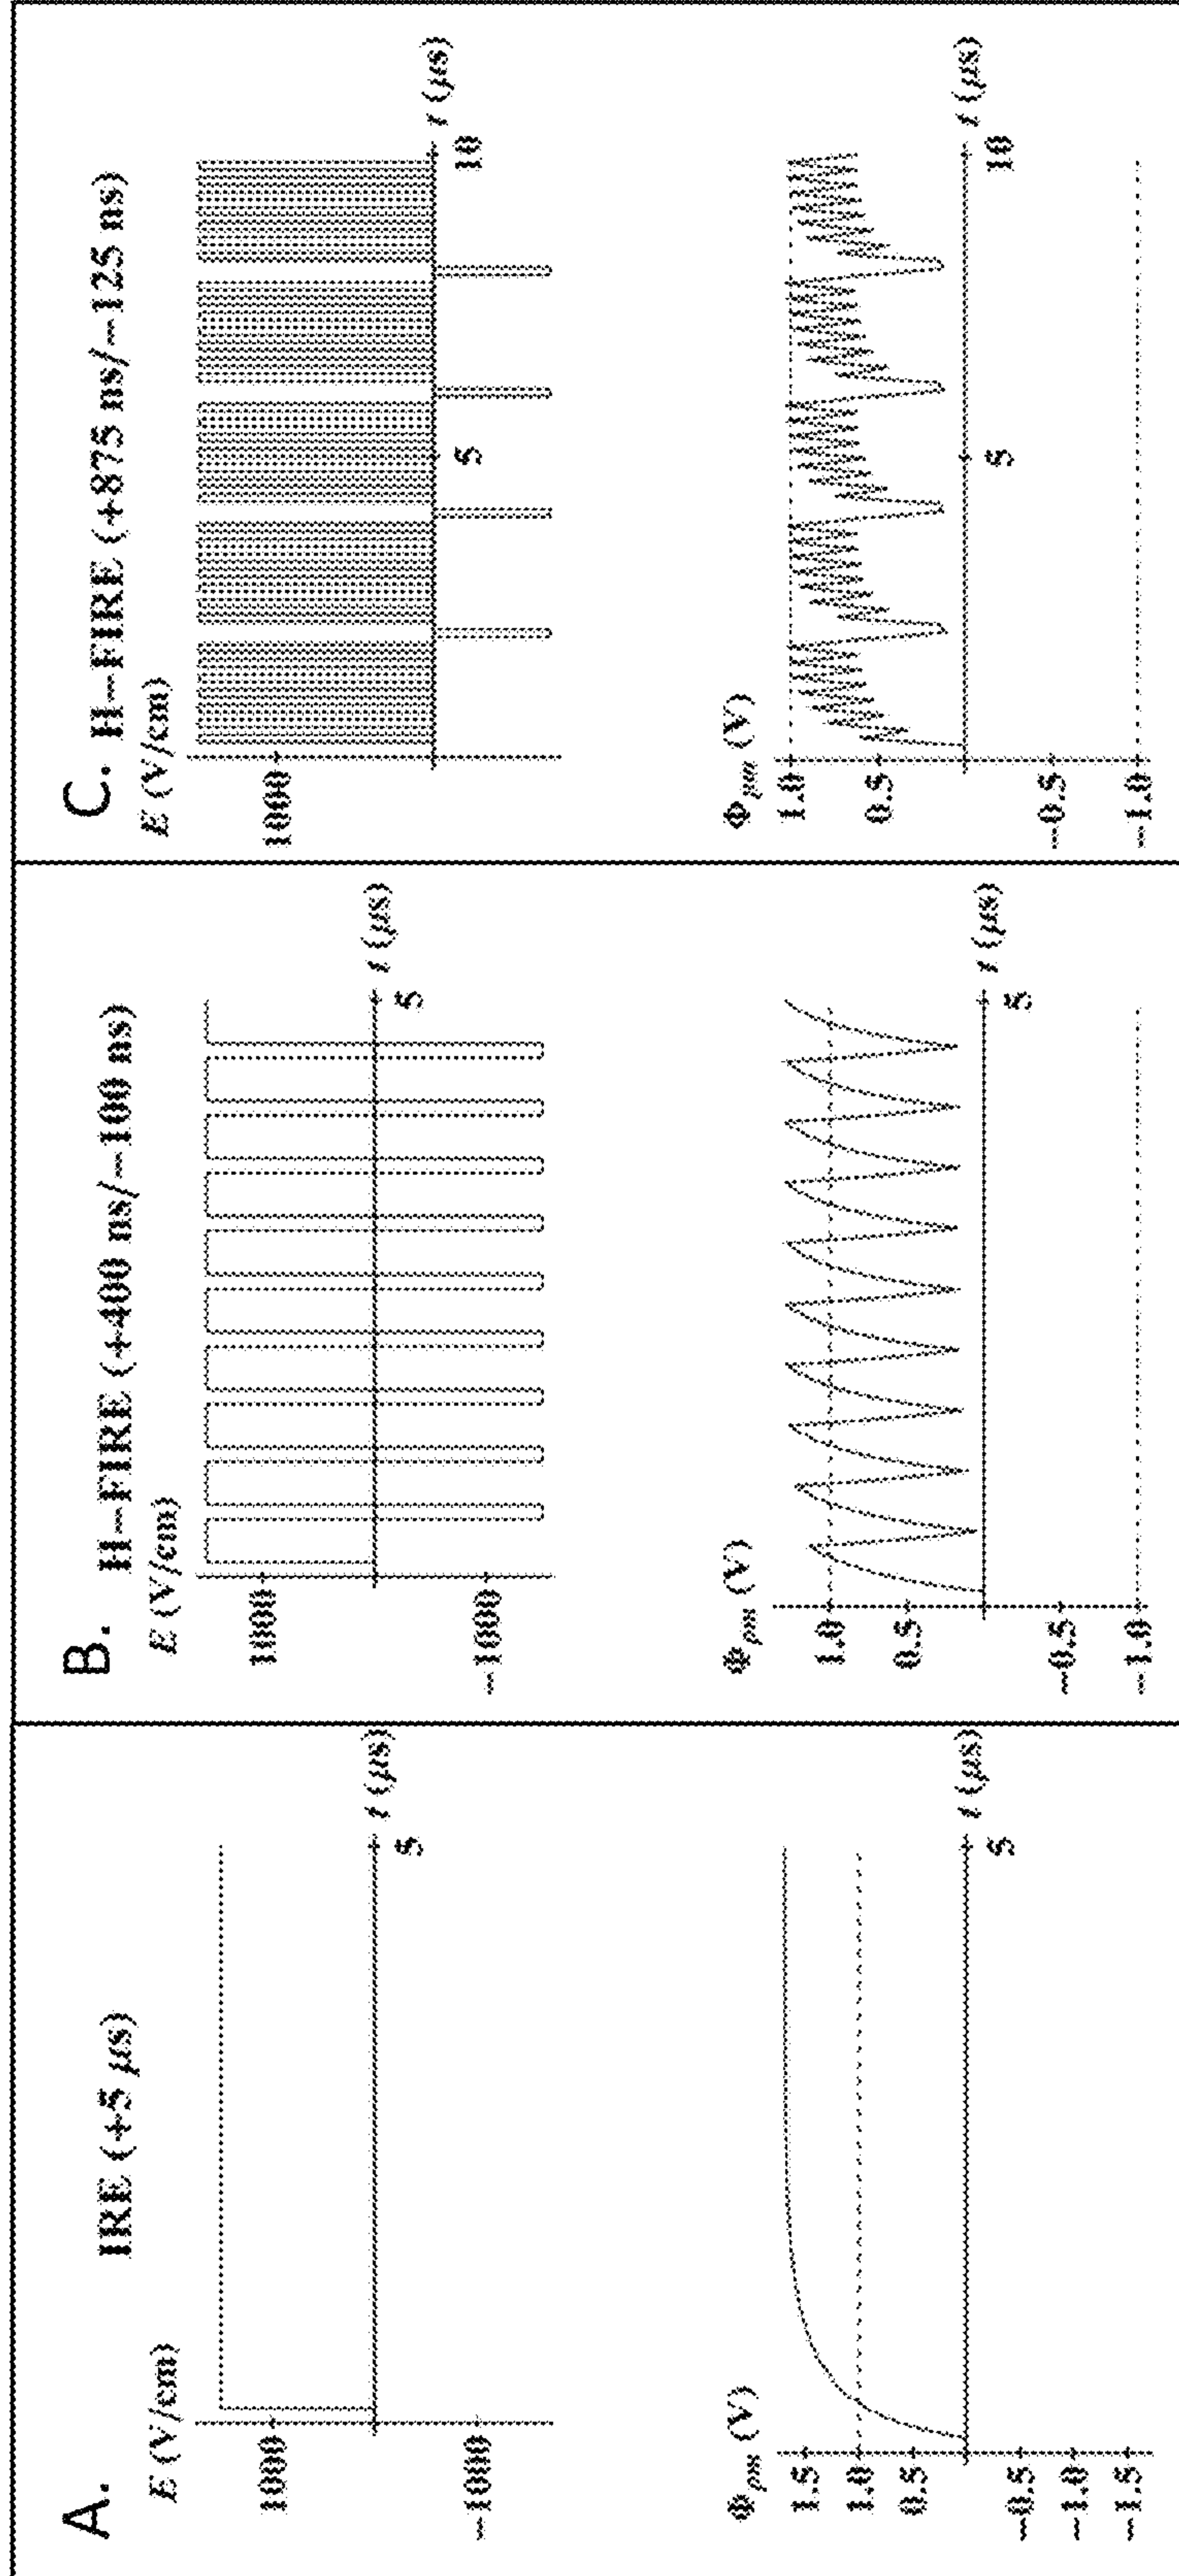 A.
IRE (+5 μs)
E (V/cm)
1000
-1000
t (μs)
5
Φpm (V)
1.5
1.0
0.5
-0.5
-1.0
-1.5
t (μs)
5
B.
H-FIRE (+400 ns/-100 ns)
E (V/cm)
1000
-1000
t (μs)
5
Φpm (V)
1.0
0.5
-0.5
-1.0
t (μs)
5
C.
H-FIRE (+875 ns/-125 ns)
E (V/cm)
1000
t (μs)
5
10
Φpm (V)
1.0
0.5
-0.5
-1.0
t (μs)
5
10